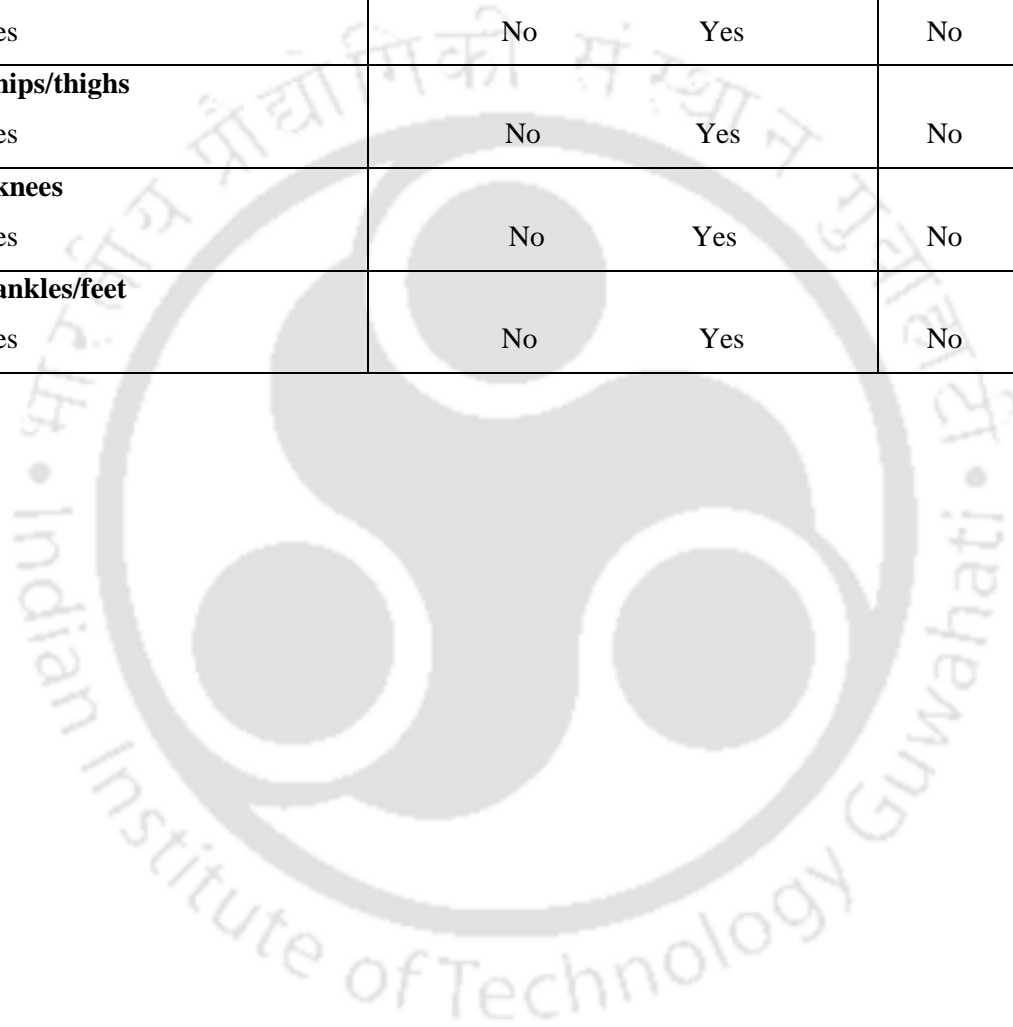 es No Yes No
hips/thighs
es No Yes No
knees
es No Yes No
ankles/feet
es No Yes No
भारतीय प्रौद्योगिकी संस्थान गुवाहाटी
Indian Institute of Technology Guwahati